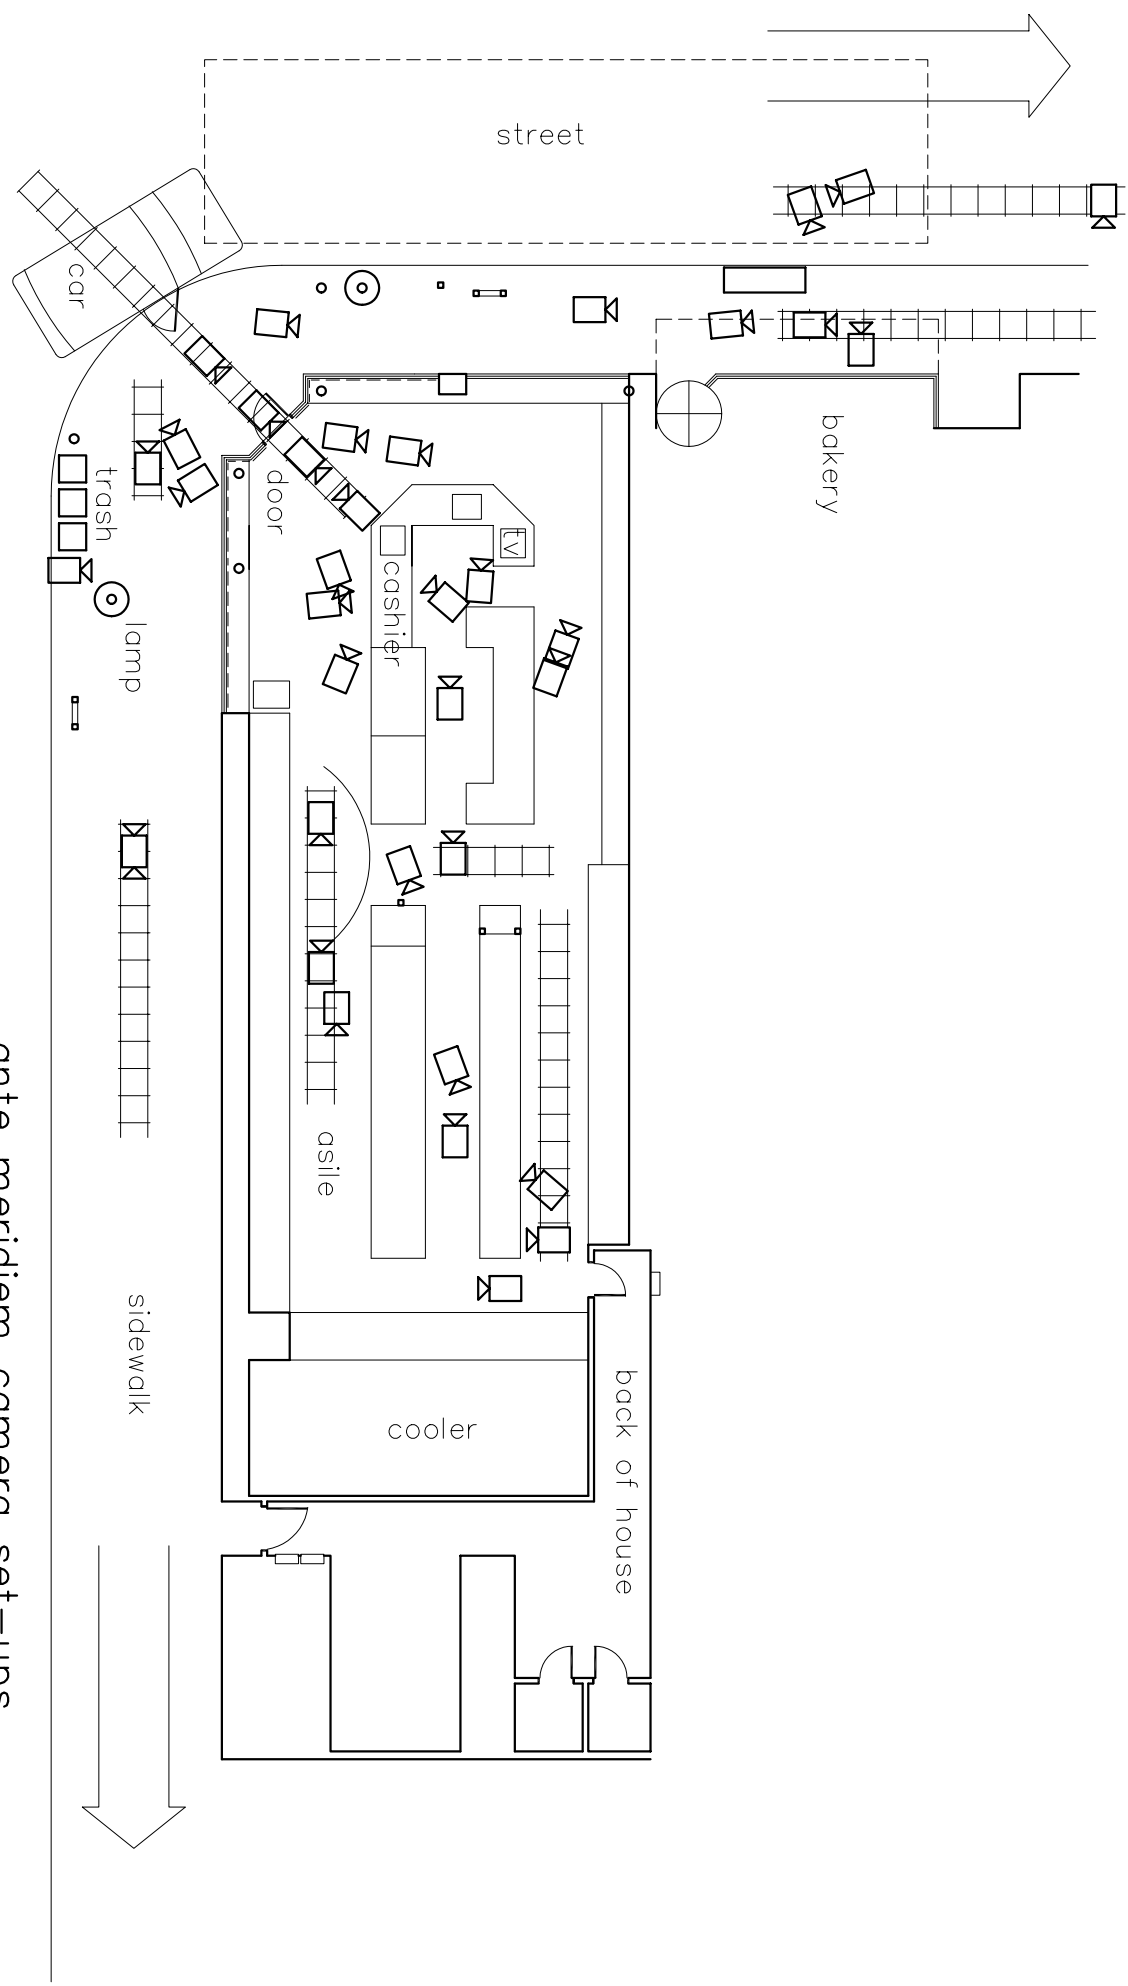 street
car
bakery
door
trash
tv
cashier
lamp
asile
sidewalk
back of house
cooler
ante meridiem camera set-ups